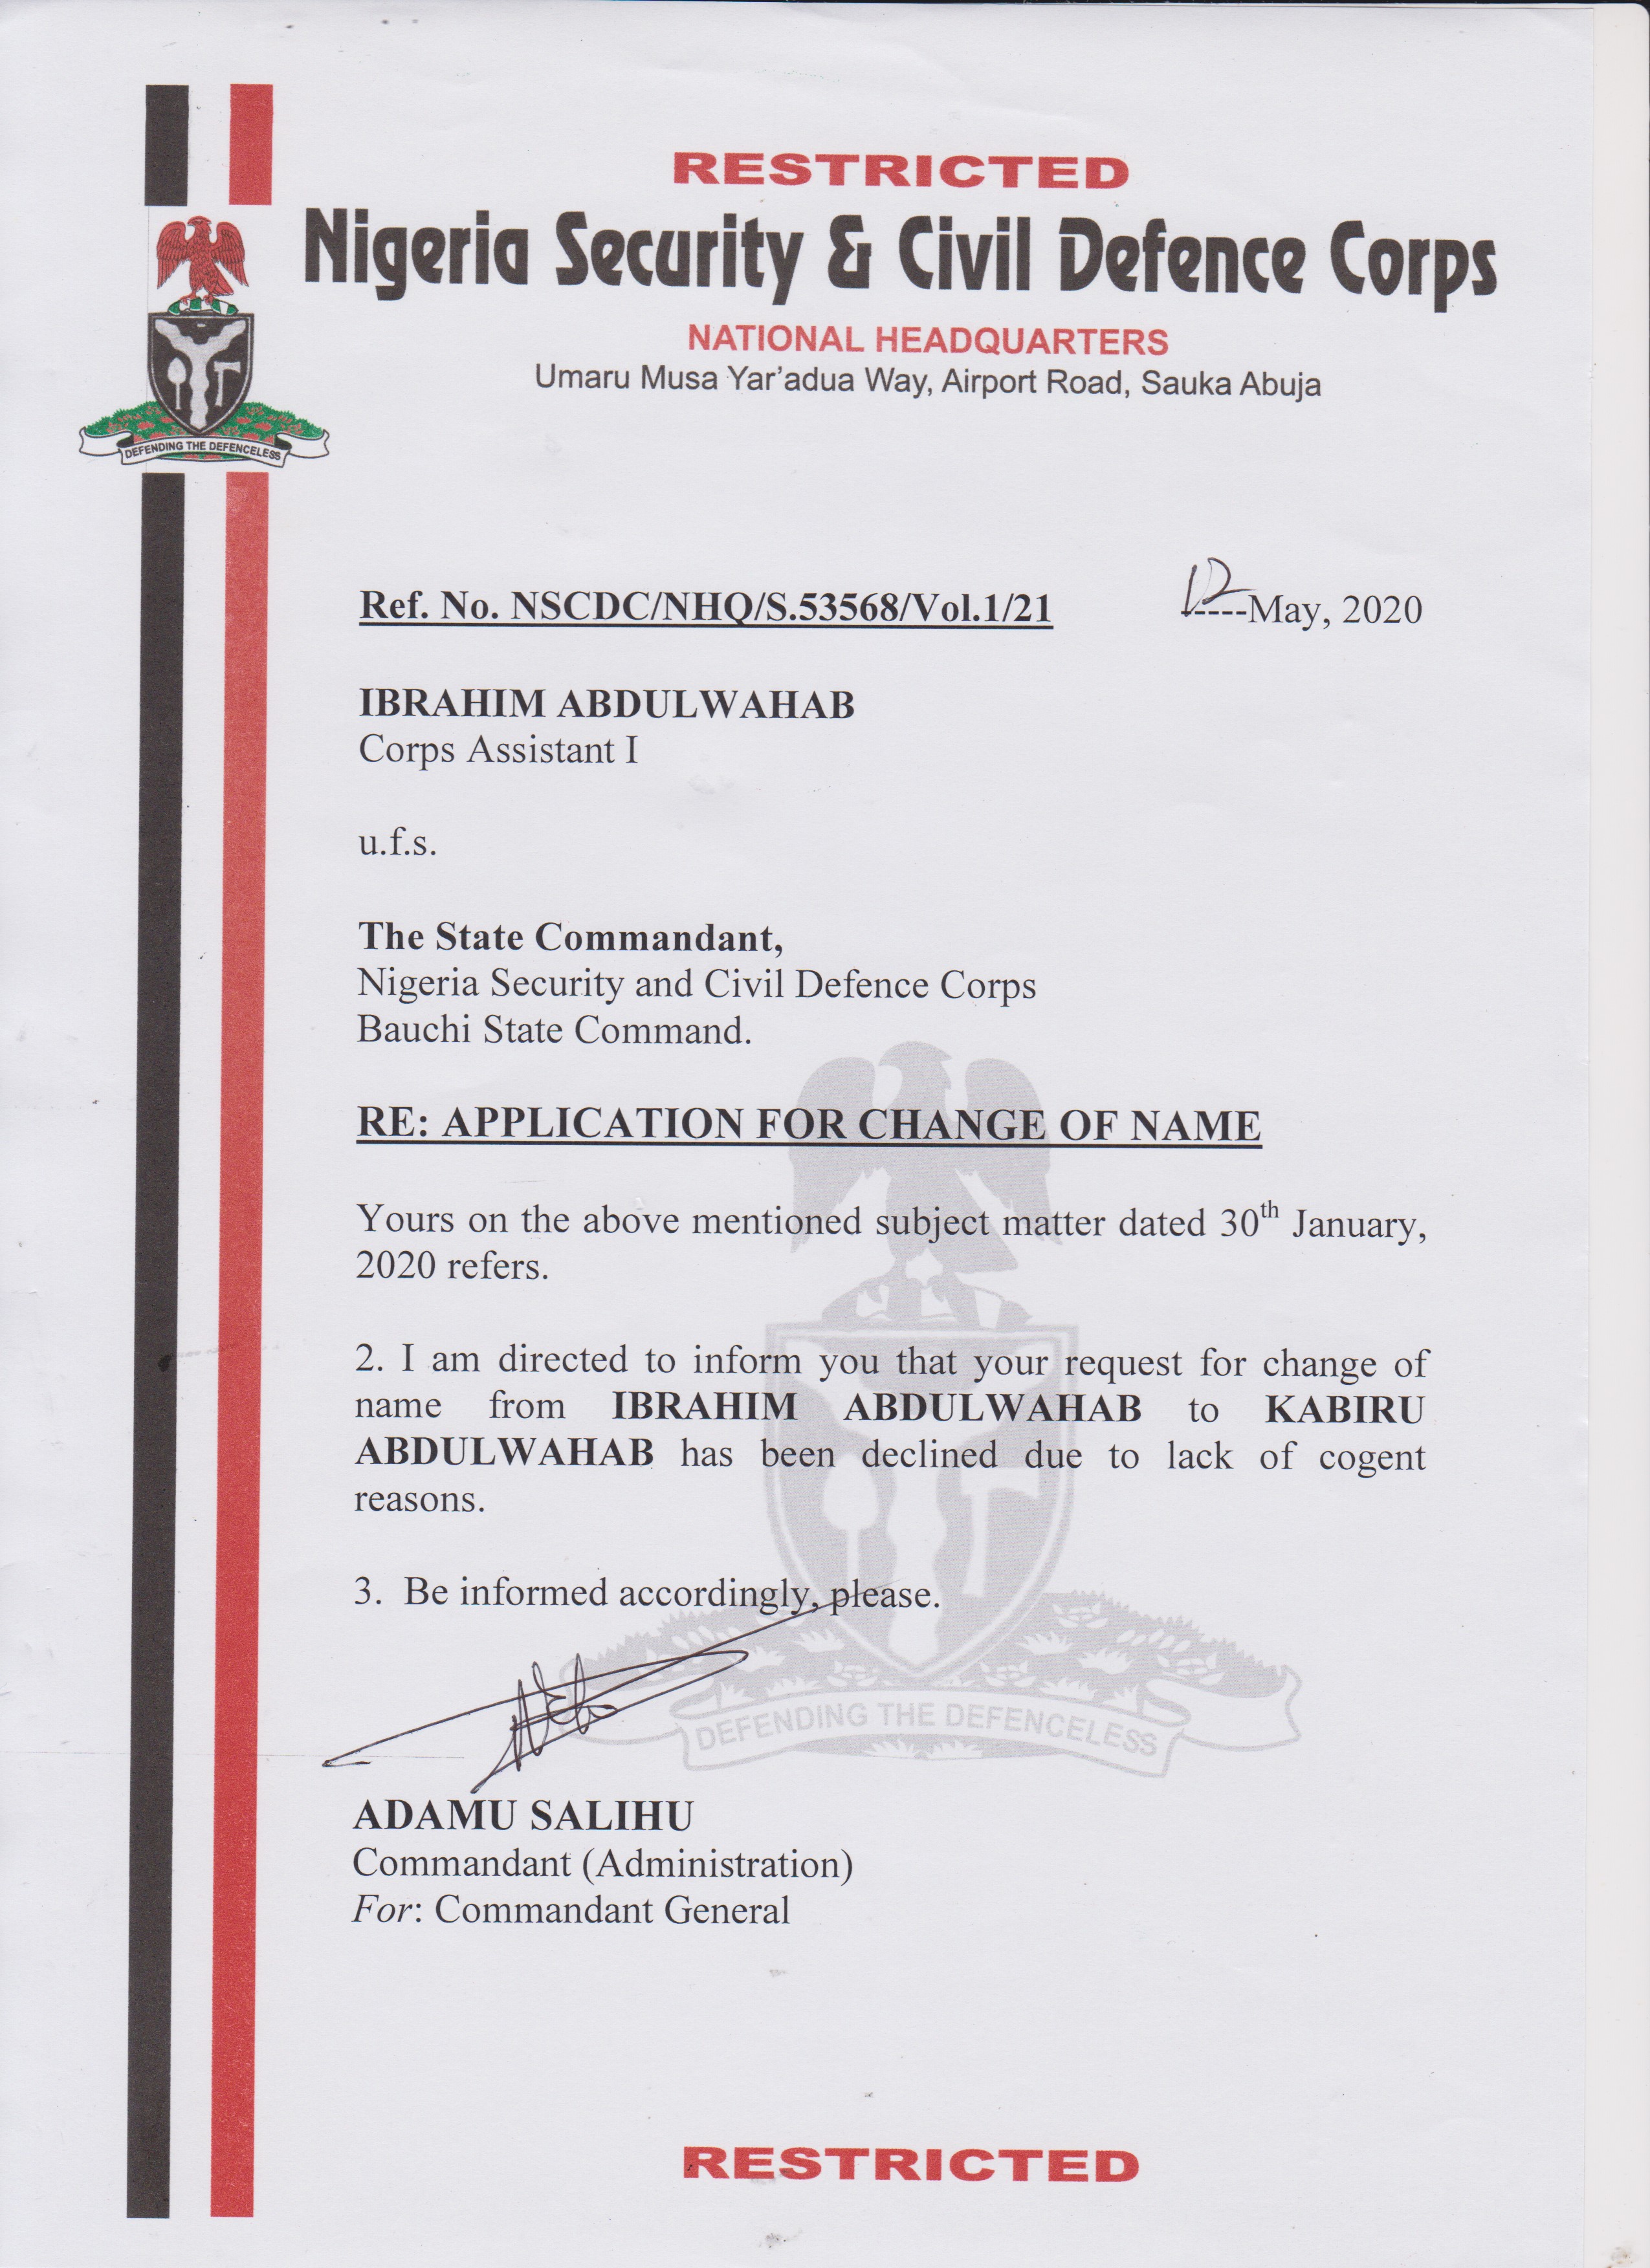 RESTRICTED
Nigeria Security & Civil Defence Corps
NATIONAL HEADQUARTERS
Umaru Musa Yar'adua Way, Airport Road, Sauka Abuja
DEFENDING THE DEFENCELESS
Ref. No. NSCDC/NHQ/S.53568/Vol.1/21 12-----May, 2020
IBRAHIM ABDULWAHAB
Corps Assistant I
u.f.s.
The State Commandant,
Nigeria Security and Civil Defence Corps
Bauchi State Command.
RE: APPLICATION FOR CHANGE OF NAME
Yours on the above mentioned subject matter dated 30th January,
2020 refers.
2. I am directed to inform you that your request for change of
name from IBRAHIM ABDULWAHAB to KABIRU
ABDULWAHAB has been declined due to lack of cogent
reasons.
3. Be informed accordingly, please.
DEFENDING THE DEFENCELESS
ADAMU SALIHU
Commandant (Administration)
For: Commandant General
RESTRICTED